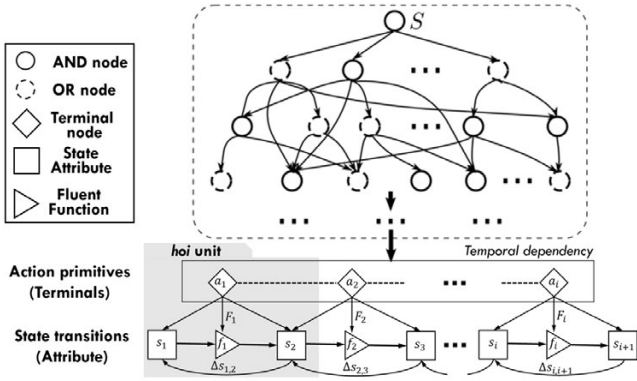 S
AND node
OR node
Terminal
node
State
Attribute
Fluent
Function
hoi unit
Temporal dependency
Action primitives
(Terminals)
a₁ a₂ aᵢ
F₁ F₂ Fᵢ
State transitions
(Attribute)
s₁ f₁ s₂ f₂ s₃ sᵢ fᵢ sᵢ₊₁
Δs₁,₂ Δs₂,₃ Δsᵢ,ᵢ₊₁